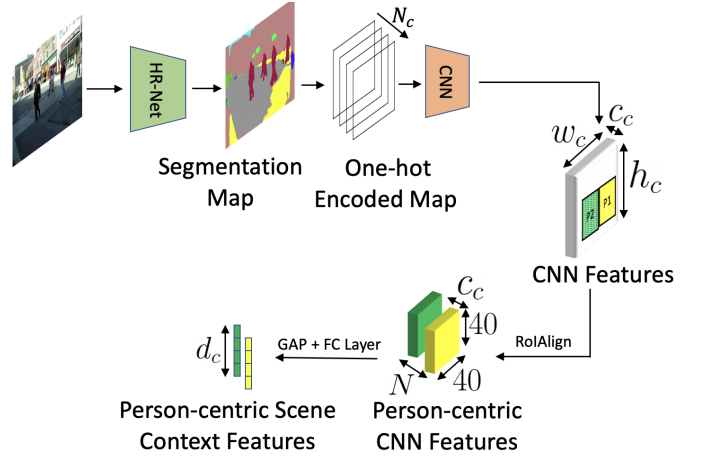 N_c
HR-Net
CNN
Segmentation
Map
One-hot
Encoded Map
w_c
c_c
h_c
P2
P1
CNN Features
RoIAlign
c_c
40
40
N
GAP + FC Layer
d_c
Person-centric Scene
Context Features
Person-centric
CNN Features